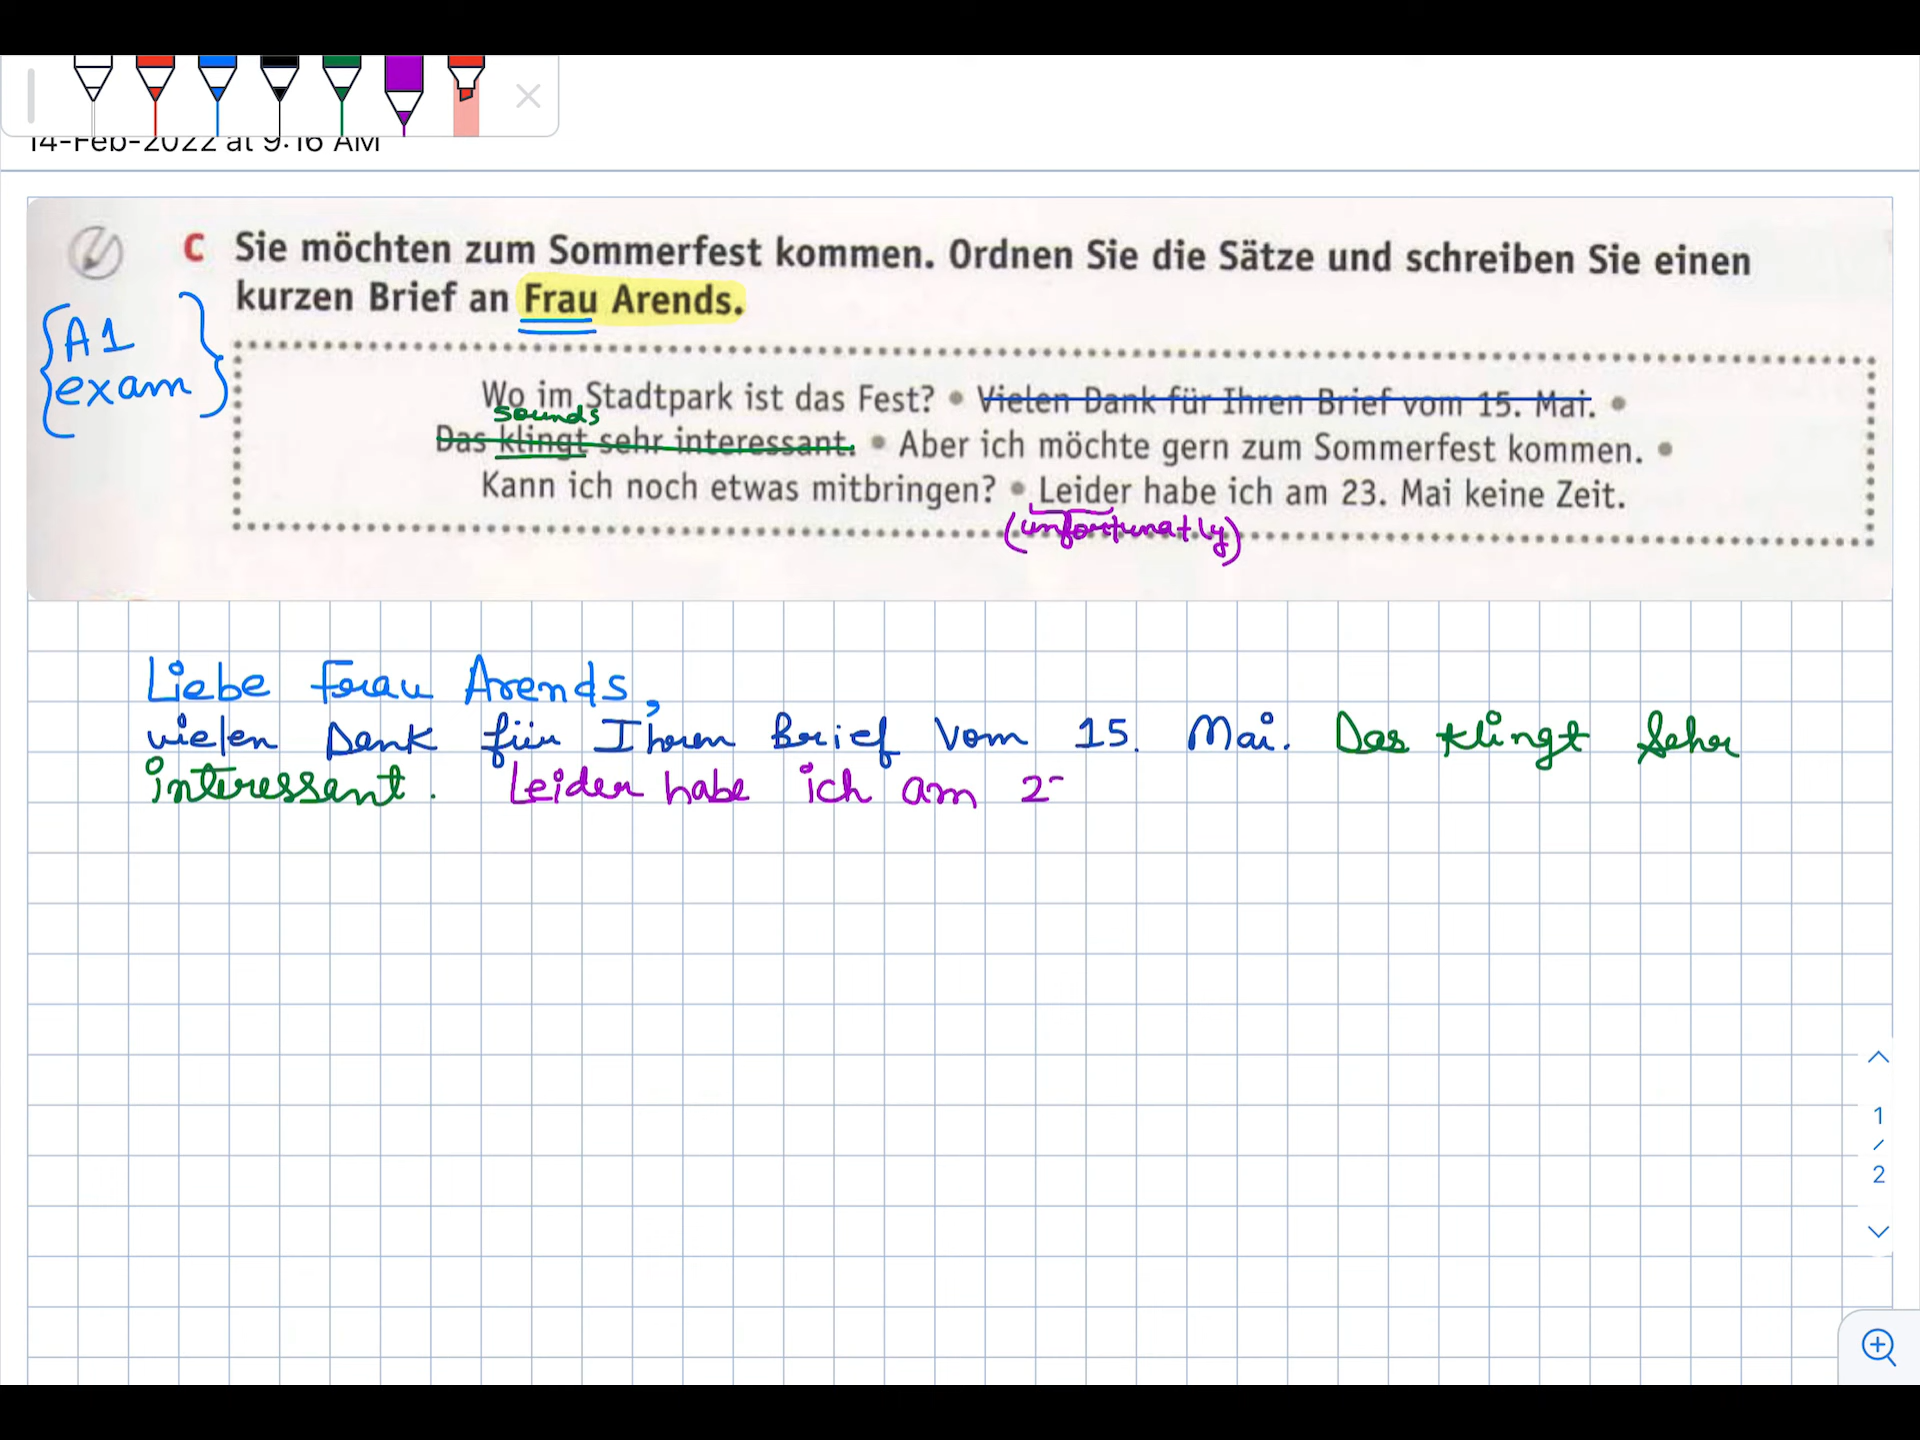 14-Feb-2022 at 9:16 AM
C Sie möchten zum Sommerfest kommen. Ordnen Sie die Sätze und schreiben Sie einen
kurzen Brief an Frau Arends.
{A1
exam}
Wo im Stadtpark ist das Fest? • Vielen Dank für Ihren Brief vom 15. Mai. •
sounds
Das klingt sehr interessant. • Aber ich möchte gern zum Sommerfest kommen. •
Kann ich noch etwas mitbringen? • Leider habe ich am 23. Mai keine Zeit.
(unfortunatly)
Liebe Frau Arends,
vielen Dank für Ihren Brief vom 15. Mai. Das klingt sehr
interessant. Leider habe ich am 2
1
/
2